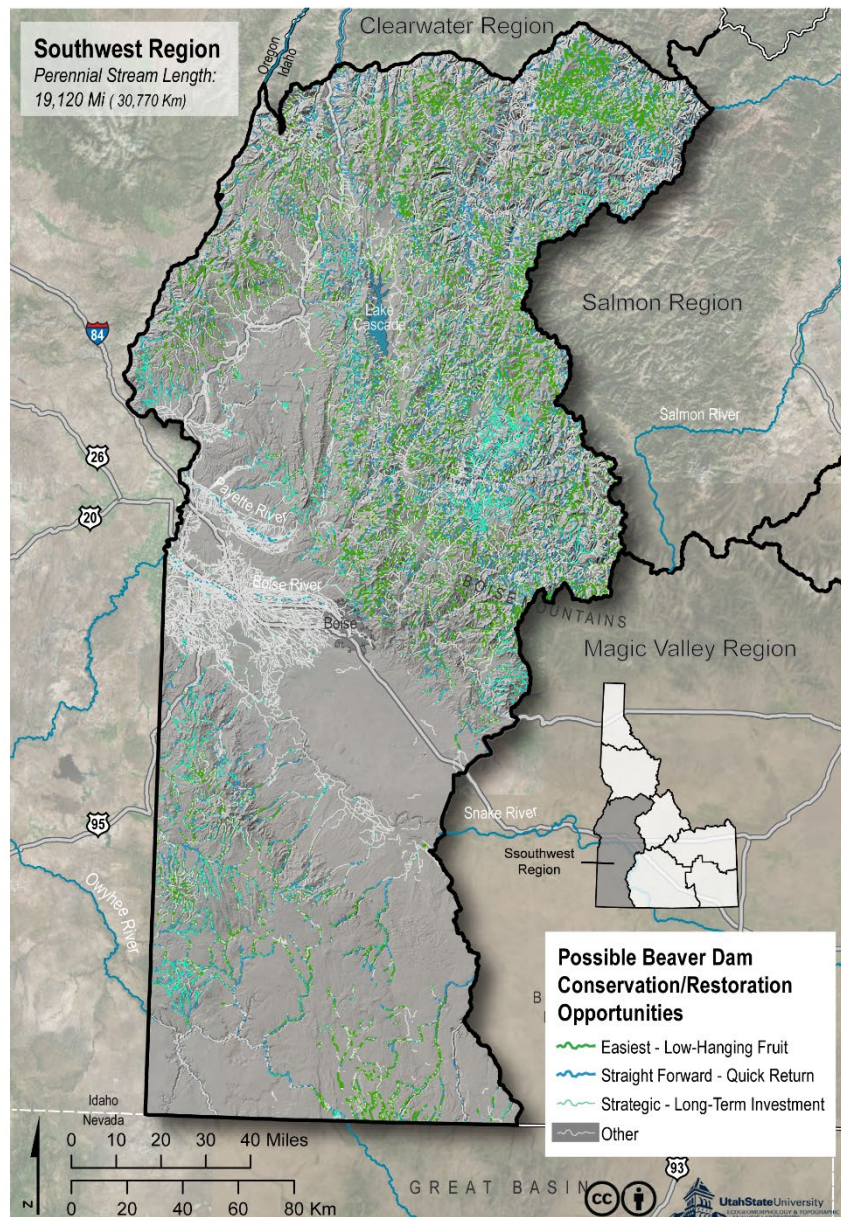 Southwest Region
Perennial Stream Length:
19,120 Mi ( 30,770 Km)
Clearwater Region
Oregon
Idaho
Salmon Region
Lake
Cascade
84
Salmon River
26
20
Payette River
Boise River
Boise
BOISE MOUNTAINS
Magic Valley Region
95
Snake River
Owyhee River
Ssouthwest
Region
Possible Beaver Dam
Conservation/Restoration
Opportunities
Easiest - Low-Hanging Fruit
Straight Forward - Quick Return
Strategic - Long-Term Investment
Other
B
Idaho
Nevada
0 10 20 30 40 Miles
0 20 40 60 80 Km
N
GREAT BASIN
93
cc
UtahStateUniversity
ECOGEOMORPHOLOGY & TOPOGRAPHIC